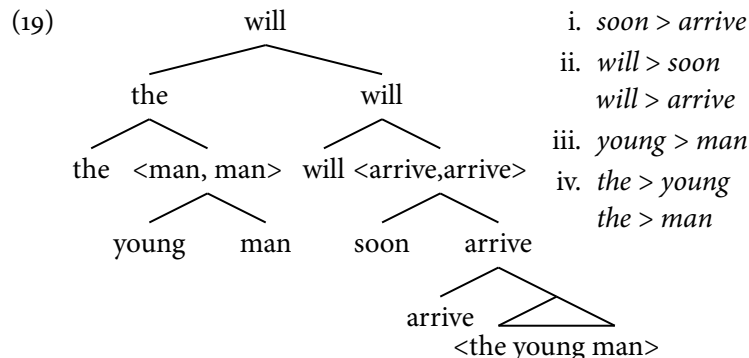 (19)
will
the will
the <man, man> will <arrive,arrive>
young man soon arrive
arrive
<the young man>
i. soon > arrive
ii. will > soon
will > arrive
iii. young > man
iv. the > young
the > man